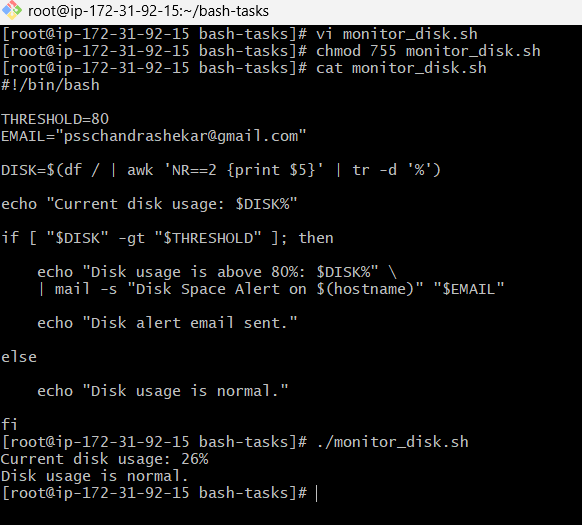 root@ip-172-31-92-15:~/bash-tasks
[root@ip-172-31-92-15 bash-tasks]# vi monitor_disk.sh
[root@ip-172-31-92-15 bash-tasks]# chmod 755 monitor_disk.sh
[root@ip-172-31-92-15 bash-tasks]# cat monitor_disk.sh
#!/bin/bash

THRESHOLD=80
EMAIL="psschandrashekar@gmail.com"

DISK=$(df / | awk 'NR==2 {print $5}' | tr -d '%')

echo "Current disk usage: $DISK%"

if [ "$DISK" -gt "$THRESHOLD" ]; then

    echo "Disk usage is above 80%: $DISK%" \
    | mail -s "Disk Space Alert on $(hostname)" "$EMAIL"

    echo "Disk alert email sent."

else

    echo "Disk usage is normal."

fi
[root@ip-172-31-92-15 bash-tasks]# ./monitor_disk.sh
Current disk usage: 26%
Disk usage is normal.
[root@ip-172-31-92-15 bash-tasks]#